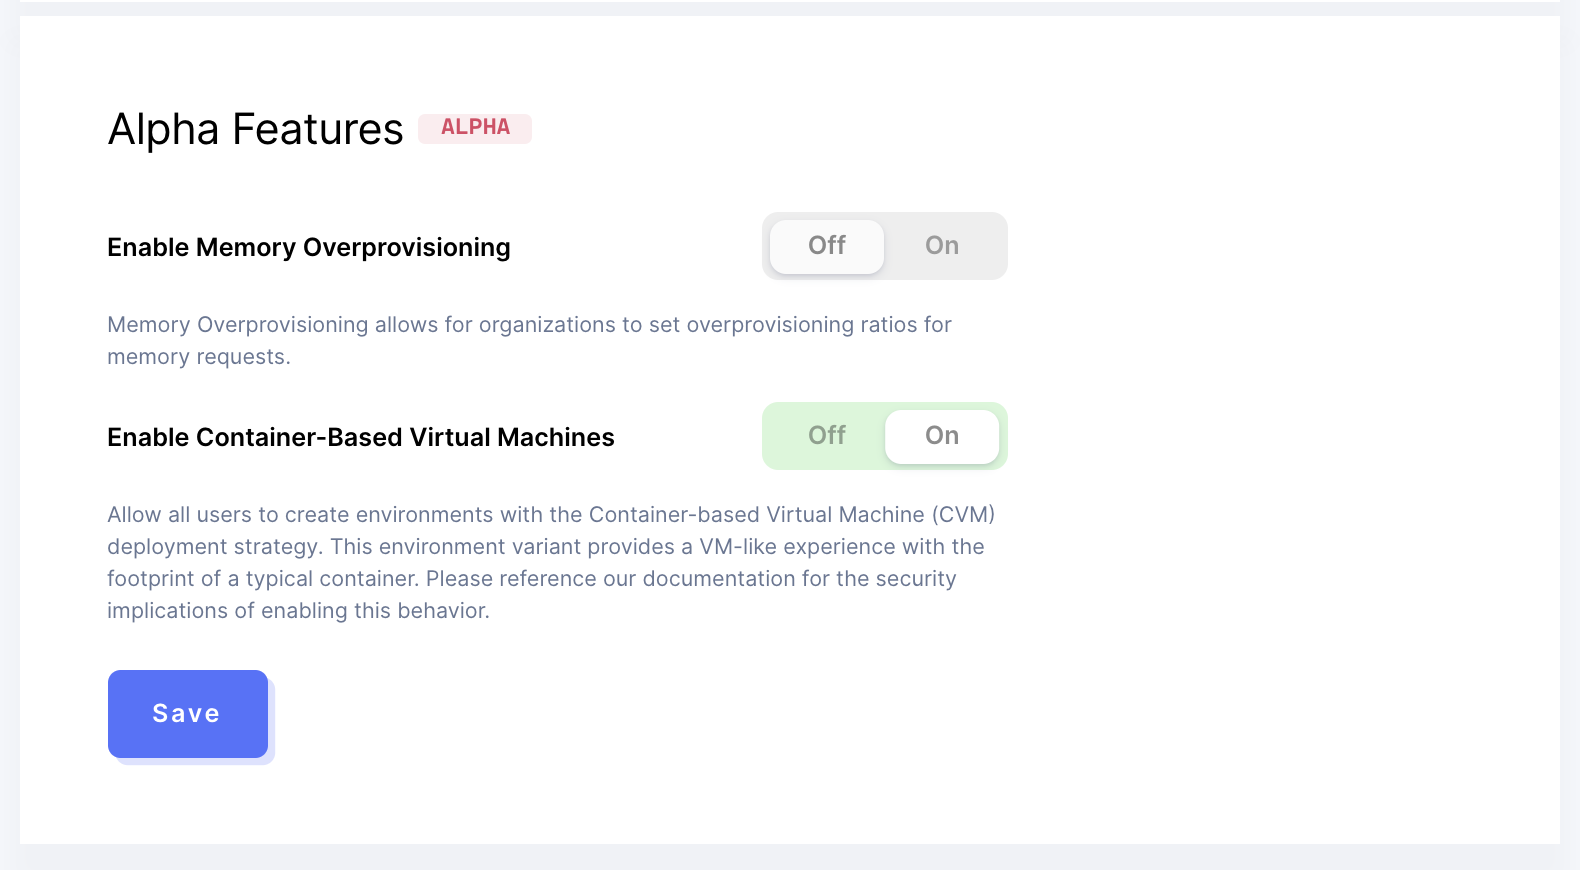 Alpha Features ALPHA
Enable Memory Overprovisioning Off On
Memory Overprovisioning allows for organizations to set overprovisioning ratios for
memory requests.
Enable Container-Based Virtual Machines Off On
Allow all users to create environments with the Container-based Virtual Machine (CVM)
deployment strategy. This environment variant provides a VM-like experience with the
footprint of a typical container. Please reference our documentation for the security
implications of enabling this behavior.
Save